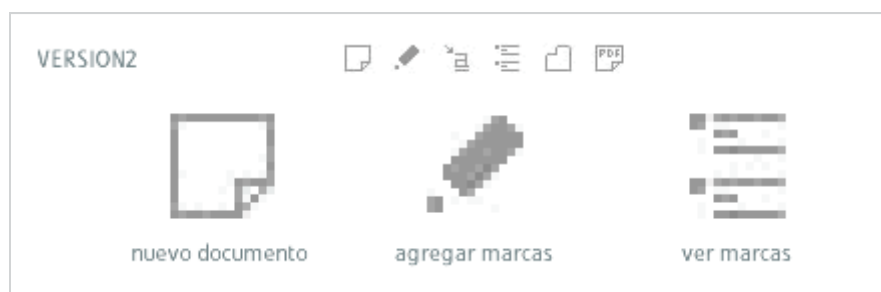 VERSION2
PDF
nuevo documento
agregar marcas
ver marcas